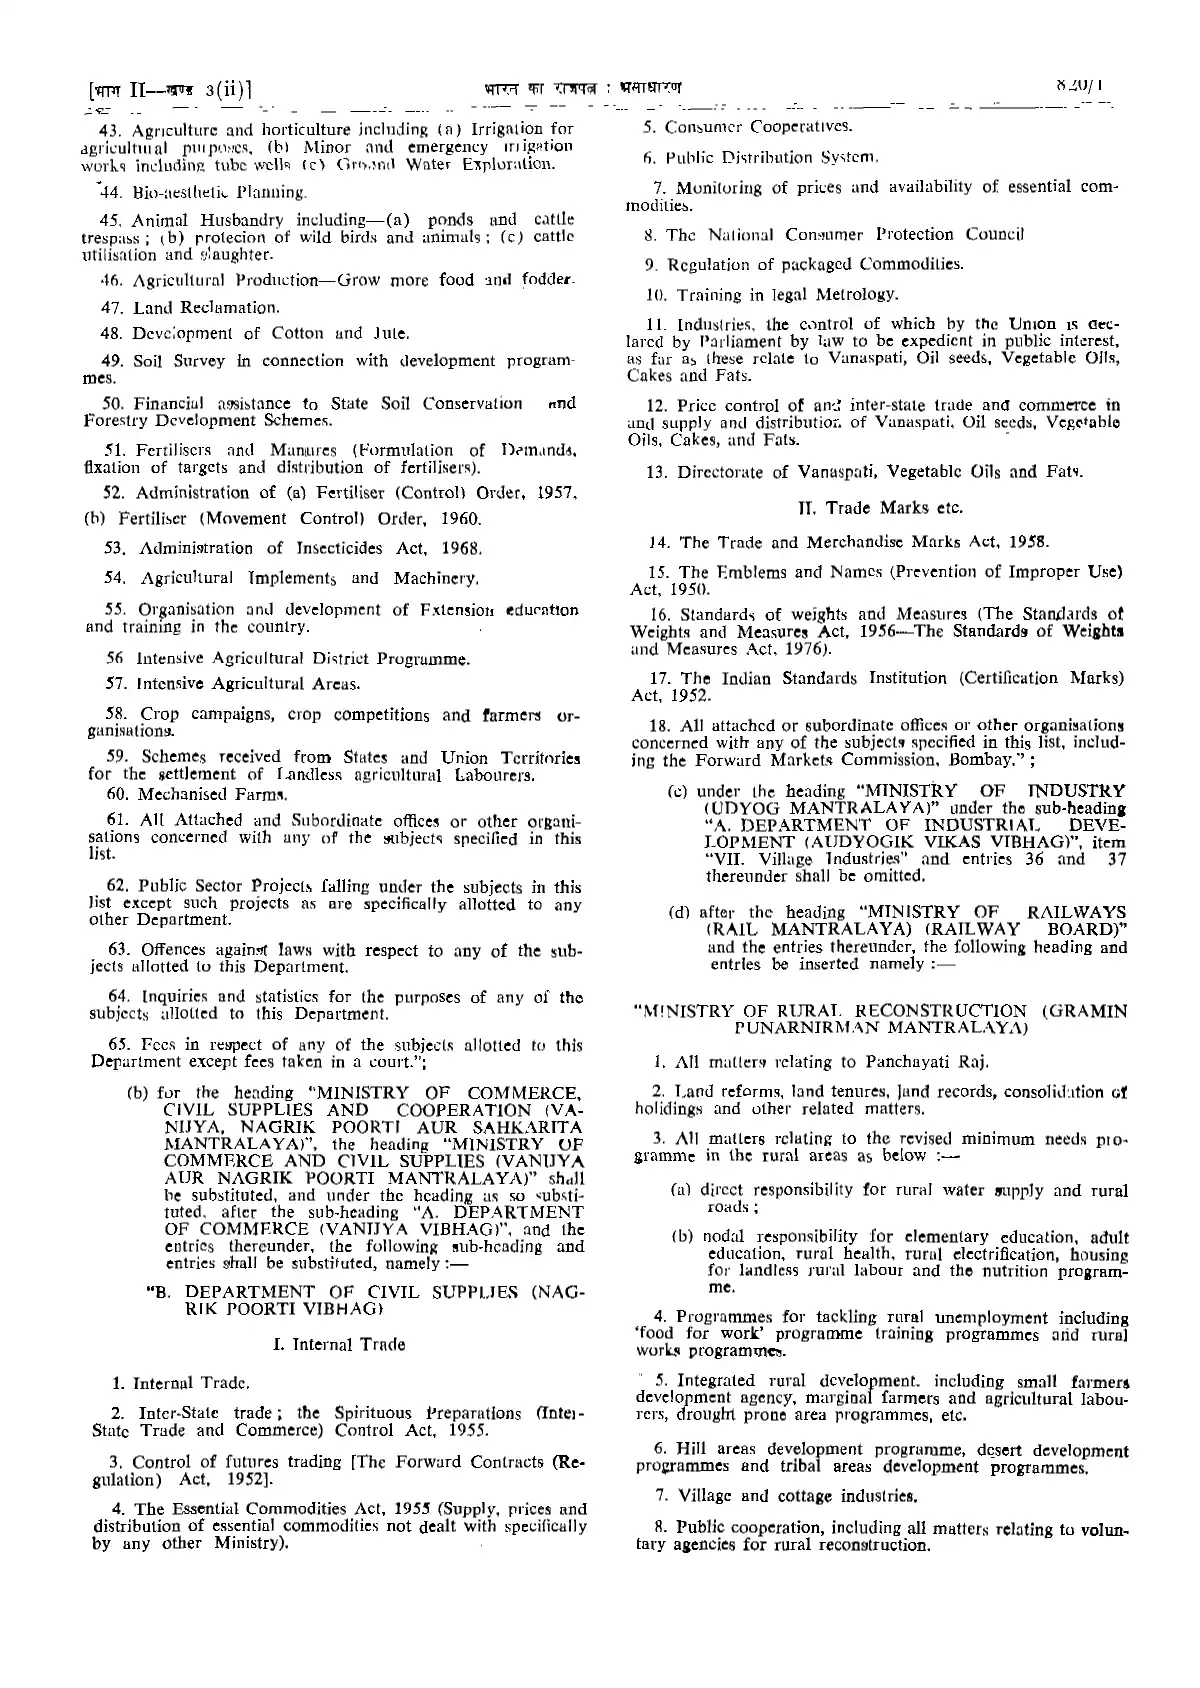 [भाग II—खण्ड 3(ii)]
भारत का राजपत्र : असाधारण
820/1
43. Agriculture and horticulture including (a) Irrigation for
agricultural purposes, (b) Minor and emergency irrigation
works including tube wells (c) Ground Water Exploration.
44. Bio-aesthetic Planning.
45. Animal Husbandry including—(a) ponds and cattle
trespass ; (b) protecion of wild birds and animals ; (c) cattle
utilisation and slaughter.
46. Agricultural Production—Grow more food and fodder.
47. Land Reclamation.
48. Development of Cotton and Jute.
49. Soil Survey in connection with development program-
mes.
50. Financial assistance to State Soil Conservation and
Forestry Development Schemes.
51. Fertilisers and Manures (Formulation of Demands,
fixation of targets and distribution of fertilisers).
52. Administration of (a) Fertiliser (Control) Order, 1957,
(b) Fertiliser (Movement Control) Order, 1960.
53. Administration of Insecticides Act, 1968.
54. Agricultural Implements and Machinery.
55. Organisation and development of Extension education
and training in the country.
56 Intensive Agricultural District Programme.
57. Intensive Agricultural Areas.
58. Crop campaigns, crop competitions and farmers or-
ganisations.
59. Schemes received from States and Union Territories
for the settlement of Landless agricultural Labourers.
60. Mechanised Farms.
61. All Attached and Subordinate offices or other organi-
sations concerned with any of the subjects specified in this
list.
62. Public Sector Projects falling under the subjects in this
list except such projects as are specifically allotted to any
other Department.
63. Offences against laws with respect to any of the sub-
jects allotted to this Department.
64. Inquiries and statistics for the purposes of any of the
subjects allotted to this Department.
65. Fees in respect of any of the subjects allotted to this
Department except fees taken in a court.";
(b) for the heading "MINISTRY OF COMMERCE,
CIVIL SUPPLIES AND COOPERATION (VA-
NIJYA, NAGRIK POORTI AUR SAHKARITA
MANTRALAYA)", the heading "MINISTRY OF
COMMERCE AND CIVIL SUPPLIES (VANIJYA
AUR NAGRIK POORTI MANTRALAYA)" shall
be substituted, and under the heading as so substi-
tuted, after the sub-heading "A. DEPARTMENT
OF COMMERCE (VANIJYA VIBHAG)", and the
entries thereunder, the following sub-heading and
entries shall be substituted, namely :—
"B. DEPARTMENT OF CIVIL SUPPLIES (NAG-
RIK POORTI VIBHAG)
I. Internal Trade
1. Internal Trade.
2. Inter-State trade ; the Spirituous Preparations (Inter-
State Trade and Commerce) Control Act, 1955.
3. Control of futures trading [The Forward Contracts (Re-
gulation) Act, 1952].
4. The Essential Commodities Act, 1955 (Supply, prices and
distribution of essential commodities not dealt with specifically
by any other Ministry).
5. Consumer Cooperatives.
6. Public Distribution System.
7. Monitoring of prices and availability of essential com-
modities.
8. The National Consumer Protection Council
9. Regulation of packaged Commodities.
10. Training in legal Metrology.
11. Industries, the control of which by the Union is dec-
lared by Parliament by law to be expedient in public interest,
as far as these relate to Vanaspati, Oil seeds, Vegetable Oils,
Cakes and Fats.
12. Price control of and inter-state trade and commerce in
and supply and distribution of Vanaspati, Oil seeds, Vegetable
Oils, Cakes, and Fats.
13. Directorate of Vanaspati, Vegetable Oils and Fats.
II. Trade Marks etc.
14. The Trade and Merchandise Marks Act, 1958.
15. The Emblems and Names (Prevention of Improper Use)
Act, 1950.
16. Standards of weights and Measures (The Standards of
Weights and Measures Act, 1956—The Standards of Weights
and Measures Act, 1976).
17. The Indian Standards Institution (Certification Marks)
Act, 1952.
18. All attached or subordinate offices or other organisations
concerned with any of the subjects specified in this list, includ-
ing the Forward Markets Commission, Bombay." ;
(c) under the heading "MINISTRY OF INDUSTRY
(UDYOG MANTRALAYA)" under the sub-heading
"A. DEPARTMENT OF INDUSTRIAL DEVE-
LOPMENT (AUDYOGIK VIKAS VIBHAG)", item
"VII. Village Industries" and entries 36 and 37
thereunder shall be omitted.
(d) after the heading "MINISTRY OF RAILWAYS
(RAIL MANTRALAYA) (RAILWAY BOARD)"
and the entries thereunder, the following heading and
entries be inserted namely :—
"MINISTRY OF RURAL RECONSTRUCTION (GRAMIN
PUNARNIRMAN MANTRALAYA)
1. All matters relating to Panchayati Raj.
2. Land reforms, land tenures, land records, consolidation of
holidings and other related matters.
3. All matters relating to the revised minimum needs pro-
gramme in the rural areas as below :—
(a) direct responsibility for rural water supply and rural
roads ;
(b) nodal responsibility for elementary education, adult
education, rural health, rural electrification, housing
for landless rural labour and the nutrition program-
me.
4. Programmes for tackling rural unemployment including
'food for work' programme training programmes and rural
works programmes.
5. Integrated rural development. including small farmers
development agency, marginal farmers and agricultural labou-
rers, drought prone area programmes, etc.
6. Hill areas development programme, desert development
programmes and tribal areas development programmes.
7. Village and cottage industries.
8. Public cooperation, including all matters relating to volun-
tary agencies for rural reconstruction.